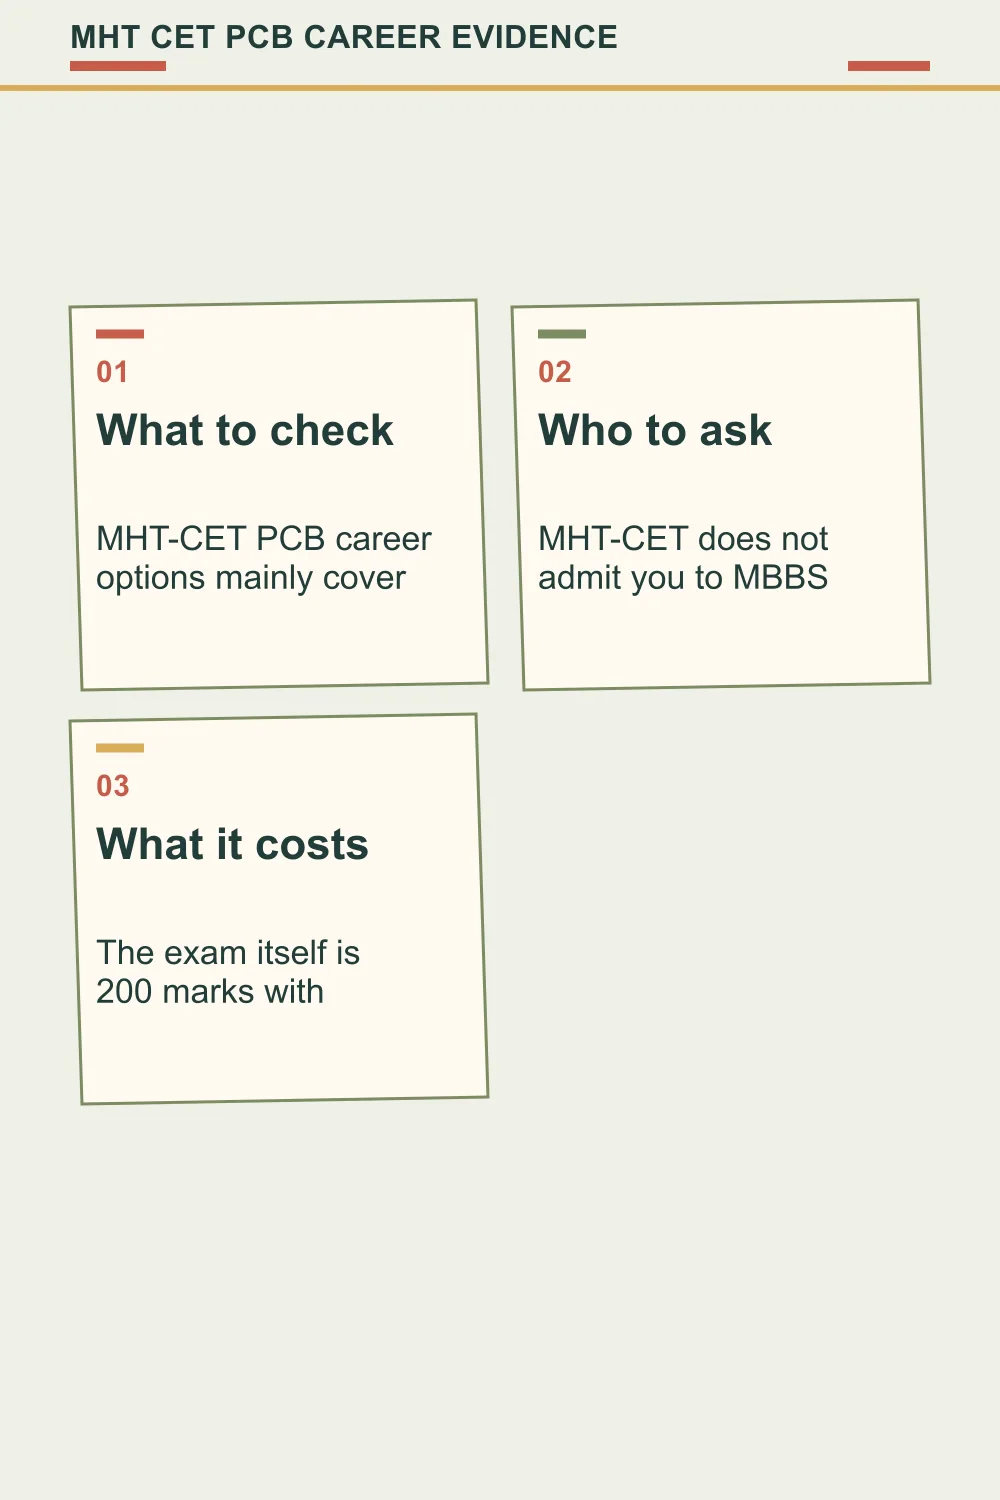 MHT CET PCB CAREER EVIDENCE
01
What to check
MHT-CET PCB career
options mainly cover
02
Who to ask
MHT-CET does not
admit you to MBBS
03
What it costs
The exam itself is
200 marks with